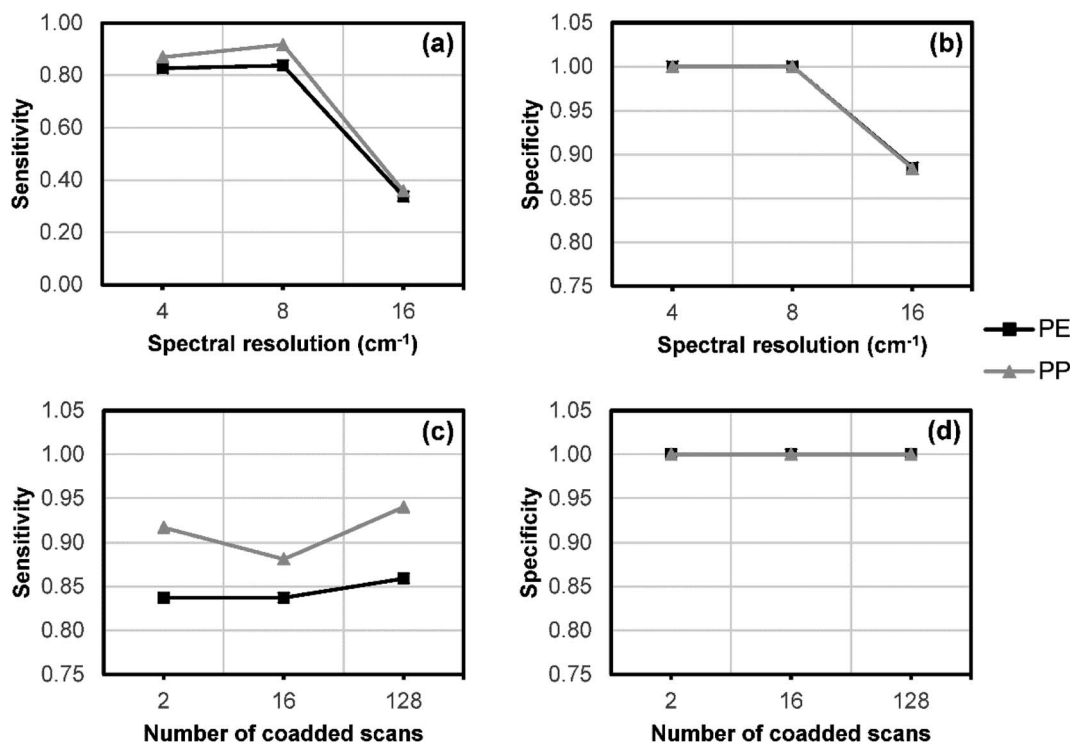 1.00
0.80
0.60
0.40
0.20
0.00
Sensitivity
(a)
4 8 16
Spectral resolution (cm⁻¹)
1.05
1.00
0.95
0.90
0.85
0.80
0.75
Specificity
(b)
4 8 16
Spectral resolution (cm⁻¹)
PE
PP
1.05
1.00
0.95
0.90
0.85
0.80
0.75
Sensitivity
(c)
2 16 128
Number of coadded scans
1.05
1.00
0.95
0.90
0.85
0.80
0.75
Specificity
(d)
2 16 128
Number of coadded scans